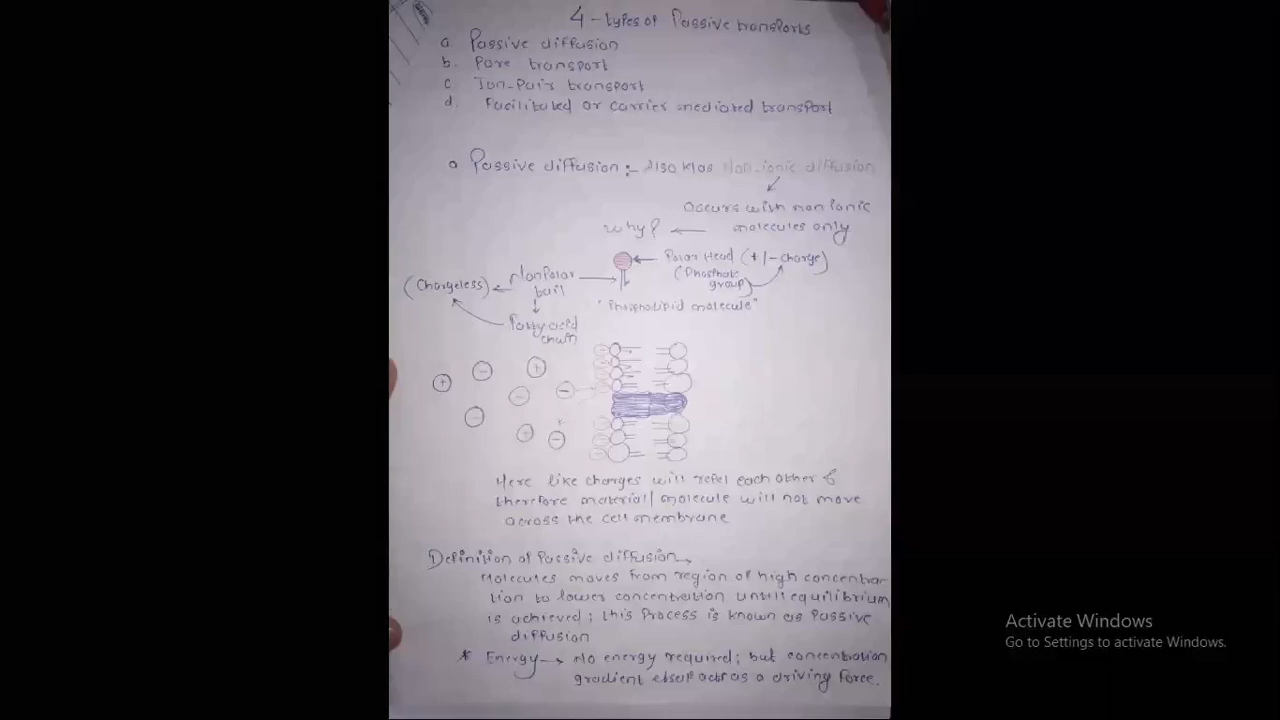 4 - types of Passive transports
a. Passive diffusion
b. Pore transport
c Ion-Pair transport
d. Facilitated or carrier mediated transport
o Passive diffusion :- Also k/as Non-ionic diffusion
Occurs with non ionic
molecules only
why?
Polar Head (+/- charge)
(Phosphate
group)
Non Polar
tail
(Chargeless)
"Phospholipid molecule"
Fatty acid
chain
+ - + - - - + -
Here like charges will repel each other &
therefore material/molecule will not move
across the cell membrane
Definition of Passive diffusion →
Molecules moves from region of high concentra-
tion to lower concentration until equilibrium
is achieved; this Process is known as Passive
diffusion
* Energy → No energy required; but concentration
gradient itself acts as a driving force.
Activate Windows
Go to Settings to activate Windows.